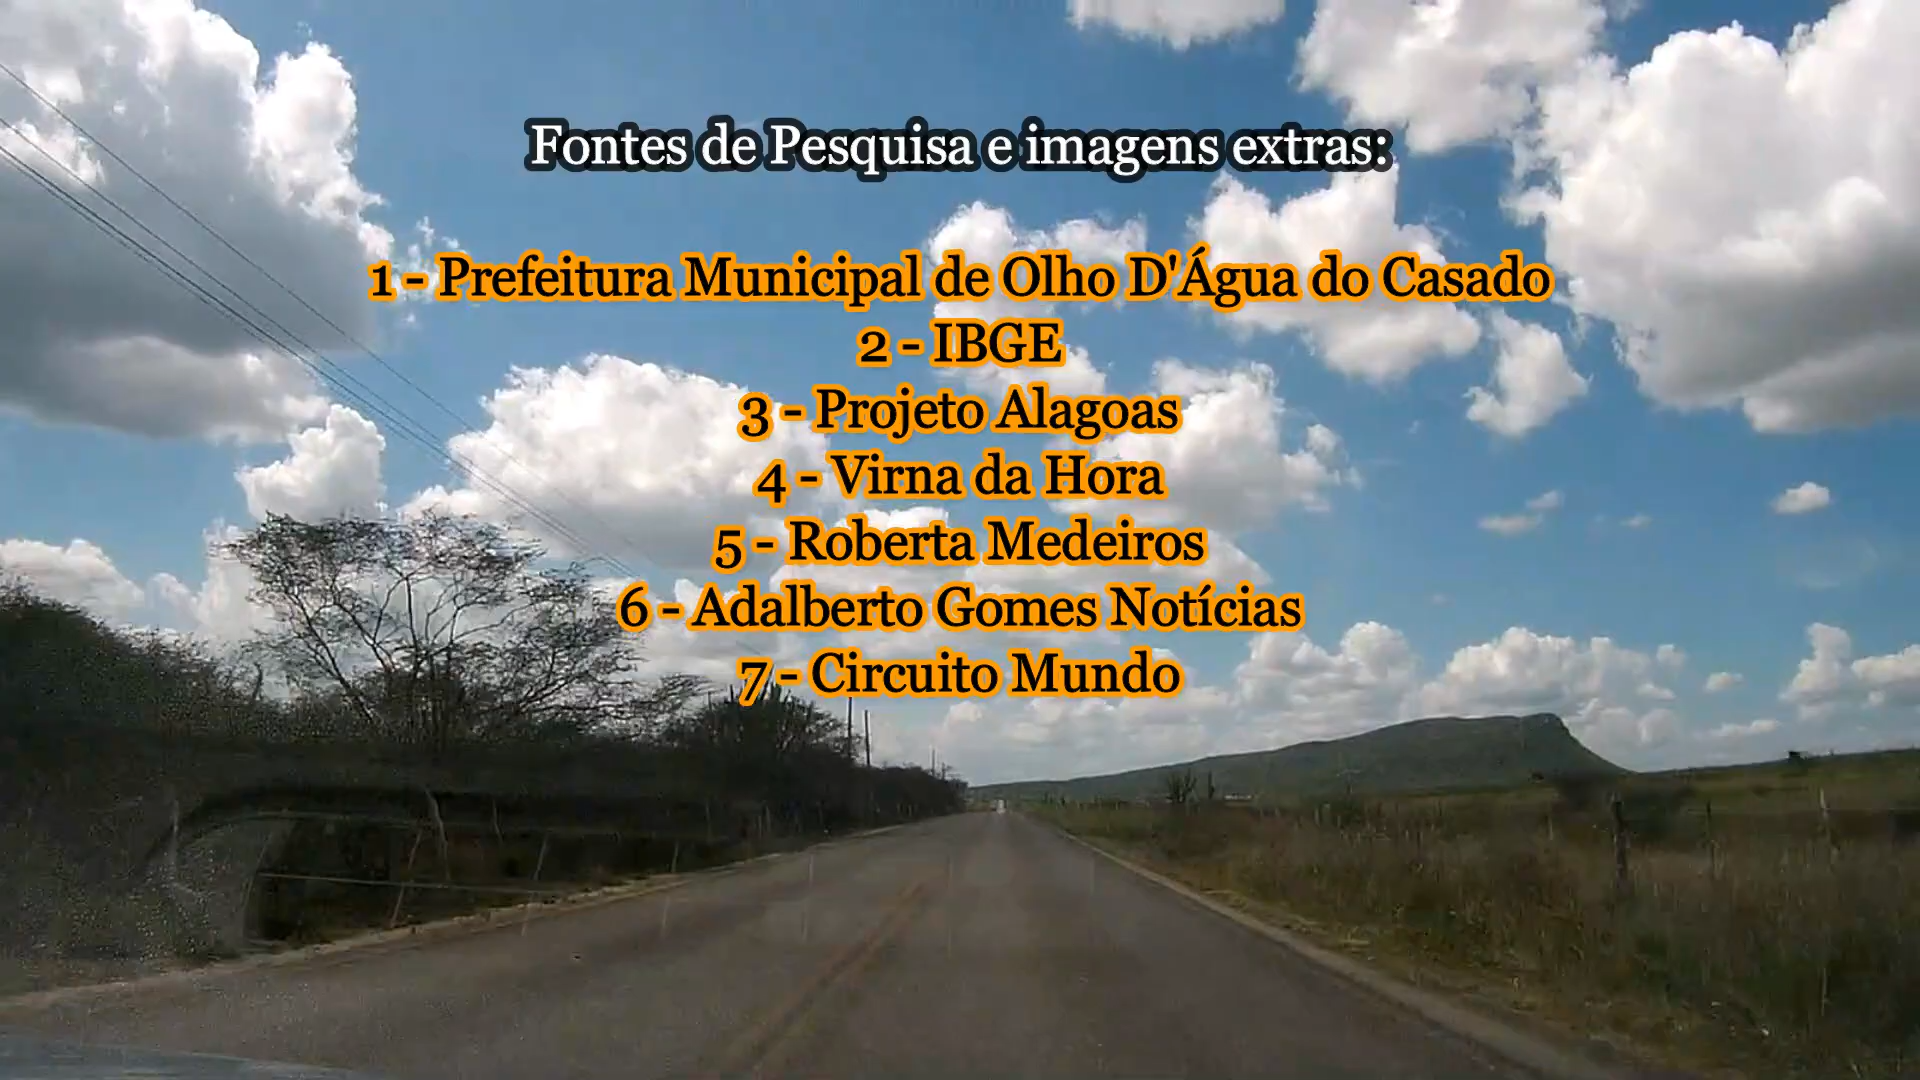 Fontes de Pesquisa e imagens extras:
1 - Prefeitura Municipal de Olho D'Água do Casado
2 - IBGE
3 - Projeto Alagoas
4 - Virna da Hora
5 - Roberta Medeiros
6 - Adalberto Gomes Notícias
7 - Circuito Mundo